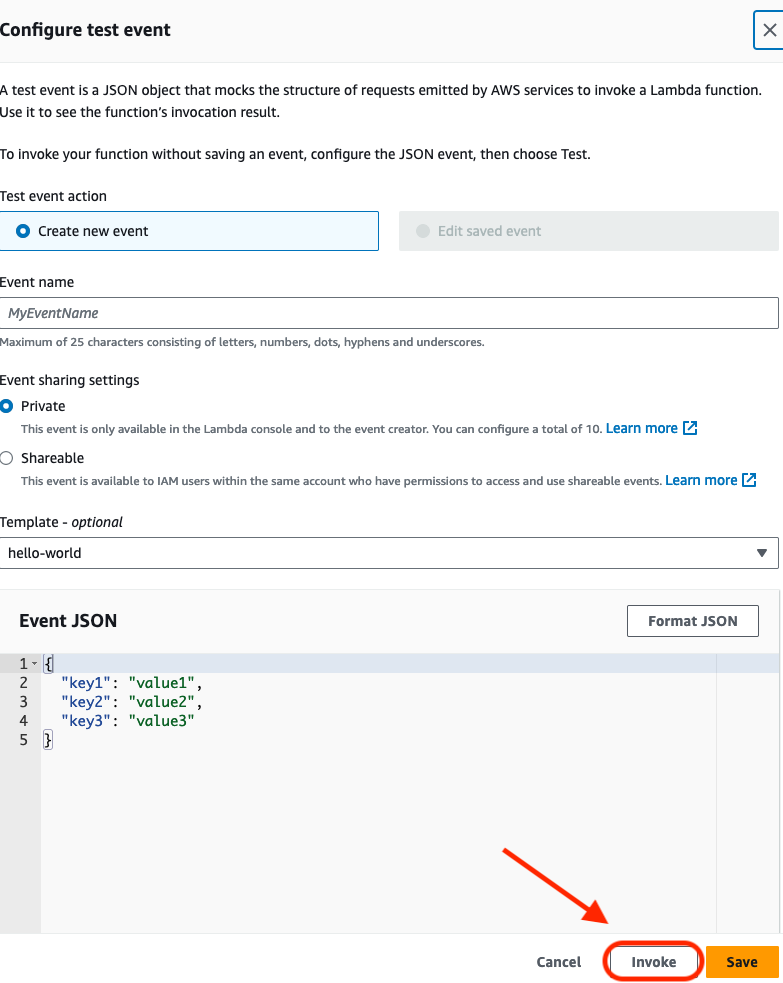 Configure test event
A test event is a JSON object that mocks the structure of requests emitted by AWS services to invoke a Lambda function.
Use it to see the function’s invocation result.
To invoke your function without saving an event, configure the JSON event, then choose Test.
Test event action
Create new event
Edit saved event
Event name
MyEventName
Maximum of 25 characters consisting of letters, numbers, dots, hyphens and underscores.
Event sharing settings
Private
This event is only available in the Lambda console and to the event creator. You can configure a total of 10. Learn more
Shareable
This event is available to IAM users within the same account who have permissions to access and use shareable events. Learn more
Template - optional
hello-world
Event JSON
Format JSON
1 {
2 "key1": "value1",
3 "key2": "value2",
4 "key3": "value3"
5 }
Cancel
Invoke
Save